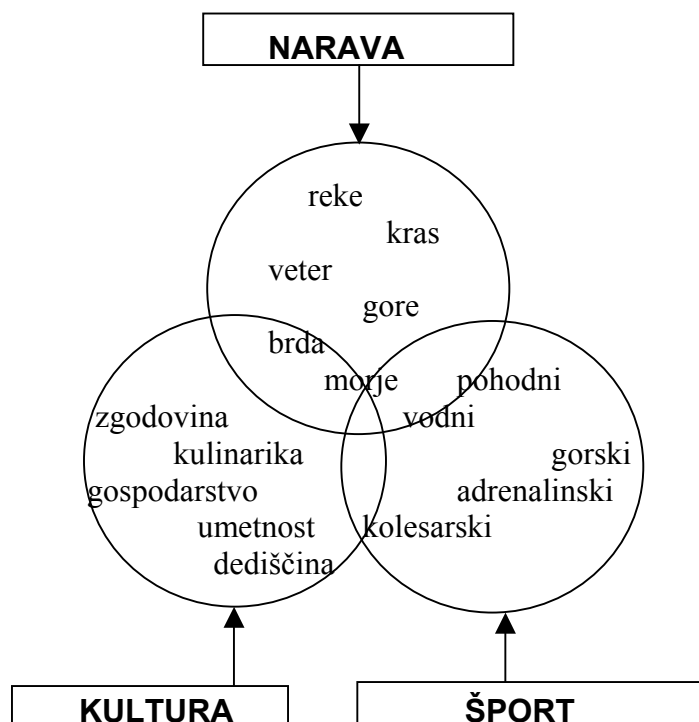 NARAVA
reke
kras
veter
gore
brda
morje pohodni
zgodovina vodni
kulinarika gorski
gospodarstvo adrenalinski
umetnost kolesarski
dediščina
KULTURA ŠPORT